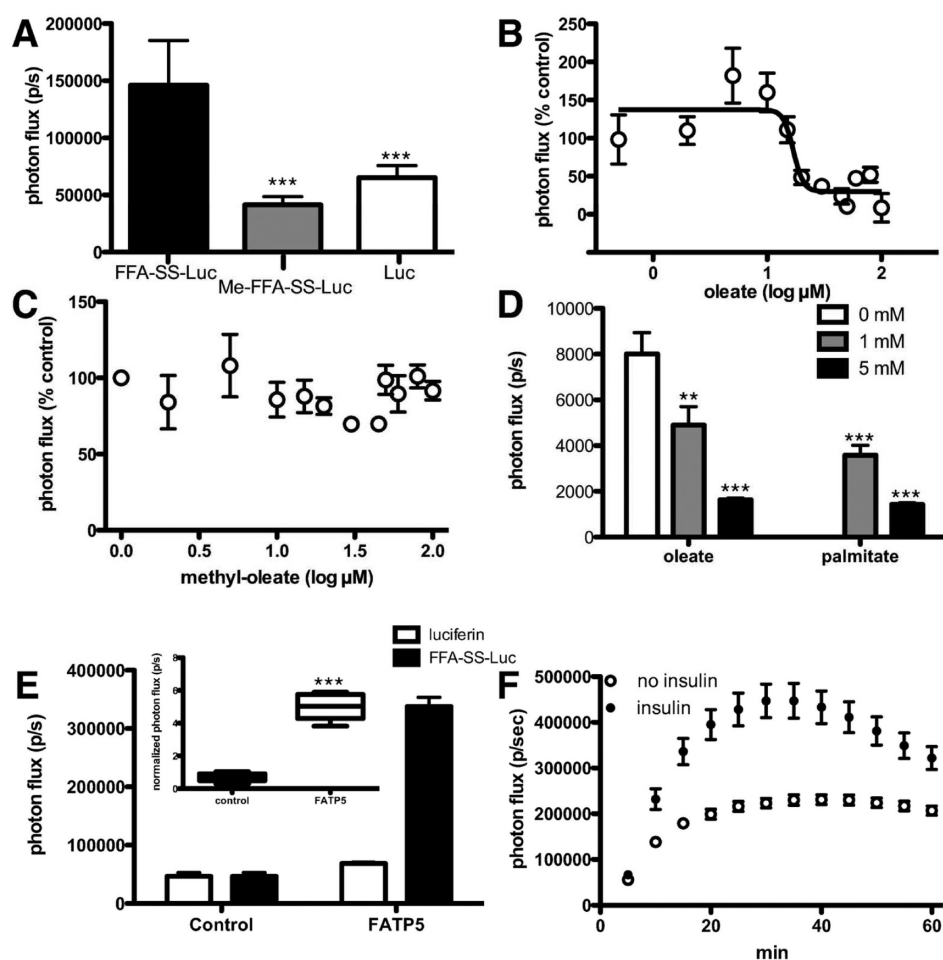 A
photon flux (p/s)
200000
150000
100000
50000
0
***
***
FFA-SS-Luc
Me-FFA-SS-Luc
Luc
B
photon flux (% control)
250
200
150
100
50
0
0
1
2
oleate (log µM)
C
photon flux (% control)
150
100
50
0
0.0
0.5
1.0
1.5
2.0
methyl-oleate (log µM)
D
photon flux (p/s)
10000
8000
6000
4000
2000
0
0 mM
1 mM
5 mM
**
***
***
***
oleate
palmitate
E
photon flux (p/s)
400000
300000
200000
100000
0
luciferin
FFA-SS-Luc
normalized photon flux (p/s)
8
6
4
2
0
***
control
FATP5
Control
FATP5
F
photon flux (p/sec)
500000
400000
300000
200000
100000
0
no insulin
insulin
0
20
40
60
min